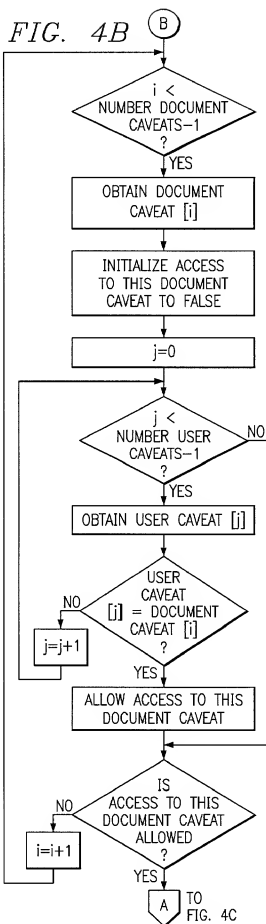 FIG. 4B
B
i <
NUMBER DOCUMENT
CAVEATS-1
?
YES
OBTAIN DOCUMENT
CAVEAT [i]
INITIALIZE ACCESS
TO THIS DOCUMENT
CAVEAT TO FALSE
j=0
j <
NUMBER USER
CAVEATS-1
?
NO
YES
OBTAIN USER CAVEAT [j]
USER
CAVEAT
[j] = DOCUMENT
CAVEAT [i]
?
NO
j=j+1
YES
ALLOW ACCESS TO THIS
DOCUMENT CAVEAT
IS
ACCESS TO THIS
DOCUMENT CAVEAT
ALLOWED
?
NO
i=i+1
YES
A
TO
FIG. 4C